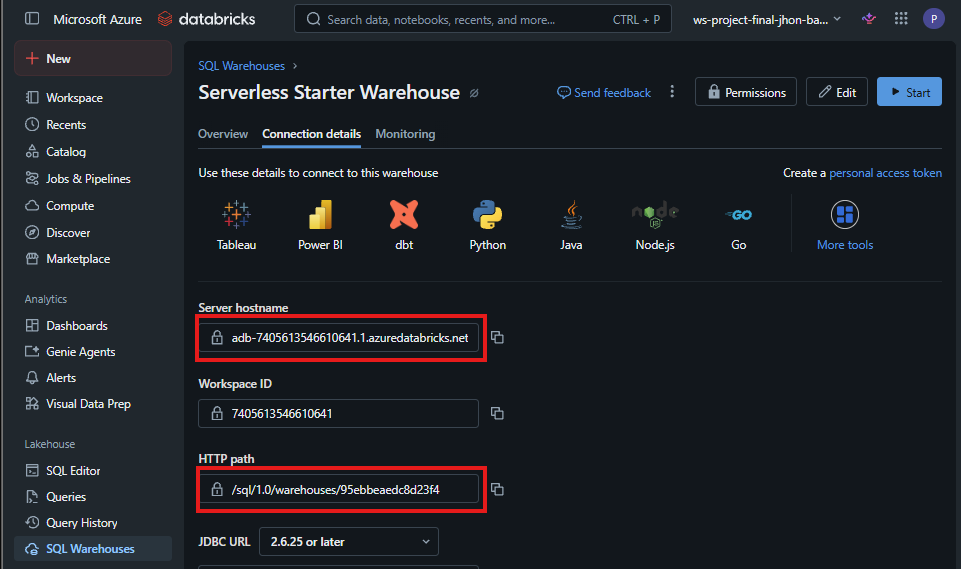 Microsoft Azure databricks Search data, notebooks, recents, and more... CTRL + P ws-project-final-jhon-ba... P
New
Workspace
Recents
Catalog
Jobs & Pipelines
Compute
Discover
Marketplace
Analytics
Dashboards
Genie Agents
Alerts
Visual Data Prep
Lakehouse
SQL Editor
Queries
Query History
SQL Warehouses
SQL Warehouses
Serverless Starter Warehouse Send feedback Permissions Edit Start
Overview Connection details Monitoring
Use these details to connect to this warehouse Create a personal access token
Tableau Power BI dbt Python Java Node.js Go More tools
Server hostname
adb-7405613546610641.1.azuredatabricks.net
Workspace ID
7405613546610641
HTTP path
/sql/1.0/warehouses/95ebbeaedc8d23f4
JDBC URL 2.6.25 or later